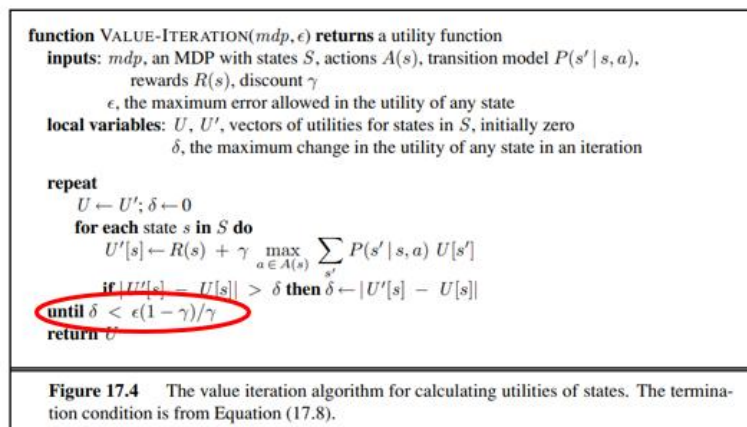 function VALUE-ITERATION(mdp, ϵ) returns a utility function
inputs: mdp, an MDP with states S, actions A(s), transition model P(s′ | s, a),
rewards R(s), discount γ
ϵ, the maximum error allowed in the utility of any state
local variables: U, U′, vectors of utilities for states in S, initially zero
δ, the maximum change in the utility of any state in an iteration
repeat
U ← U′; δ ← 0
for each state s in S do
U′[s] ← R(s) + γ max a ∈ A(s) ∑ s′ P(s′ | s, a) U[s′]
if |U′[s] − U[s]| > δ then δ ← |U′[s] − U[s]|
until δ < ϵ(1 − γ)/γ
return U
Figure 17.4 The value iteration algorithm for calculating utilities of states. The termina-
tion condition is from Equation (17.8).